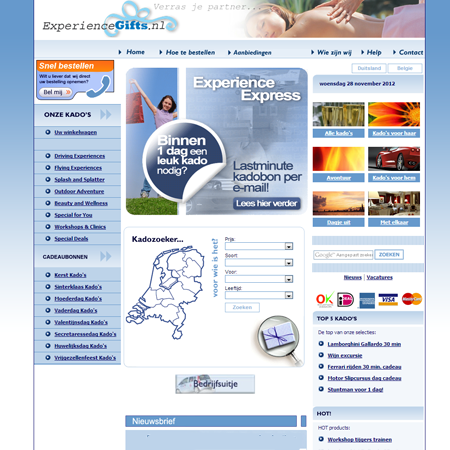 Verras je partner...
ExperienceGifts.nl
Home
Hoe te bestellen
Aanbiedingen
Wie zijn wij
Help
Contact
Snel bestellen
Wilt u liever dat wij direct
uw bestelling opnemen?
Bel mij..
ONZE KADO'S
Uw winkelwagen
Driving Experiences
Flying Experiences
Splash and Splatter
Outdoor Adventure
Beauty and Wellness
Special for You
Workshops & Clinics
Special Deals
CADEAUBONNEN
Kerst Kado's
Sinterklaas Kado's
Moederdag Kado's
Vaderdag Kado's
Valentijnsdag Kado's
Secretaressedag Kado's
Huwelijksdag Kado's
Vrijgezellenfeest Kado's
Experience
Express
Binnen
1 dag een
leuk kado
nodig?
Lastminute
kadobon per
e-mail!
Lees hier verder
Kadozoeker...
voor wie is het?
Prijs:
Soort
Voor:
Leeftijd:
ZOEKEN
Bedrijfsuitje
Nieuwsbrief
Duitsland
Belgie
woensdag 28 november 2012
Alle kado's
Kado's voor haar
Avontuur
Kado's voor hem
Dagje uit
Met elkaar
Google
Aangepast zoeken
ZOEKEN
Nieuws | Vacatures
OK
iDEAL
VISA
MasterCard
TOP 5 KADO'S
De top van onze selecties:
Lamborghini Gallardo 30 min
Wijn excursie
Ferrari rijden 30 min. cadeau
Motor Slipcursus dag cadeau
Stuntman voor 1 dag!
HOT!
HOT producten:
Workshop tijgers trainen